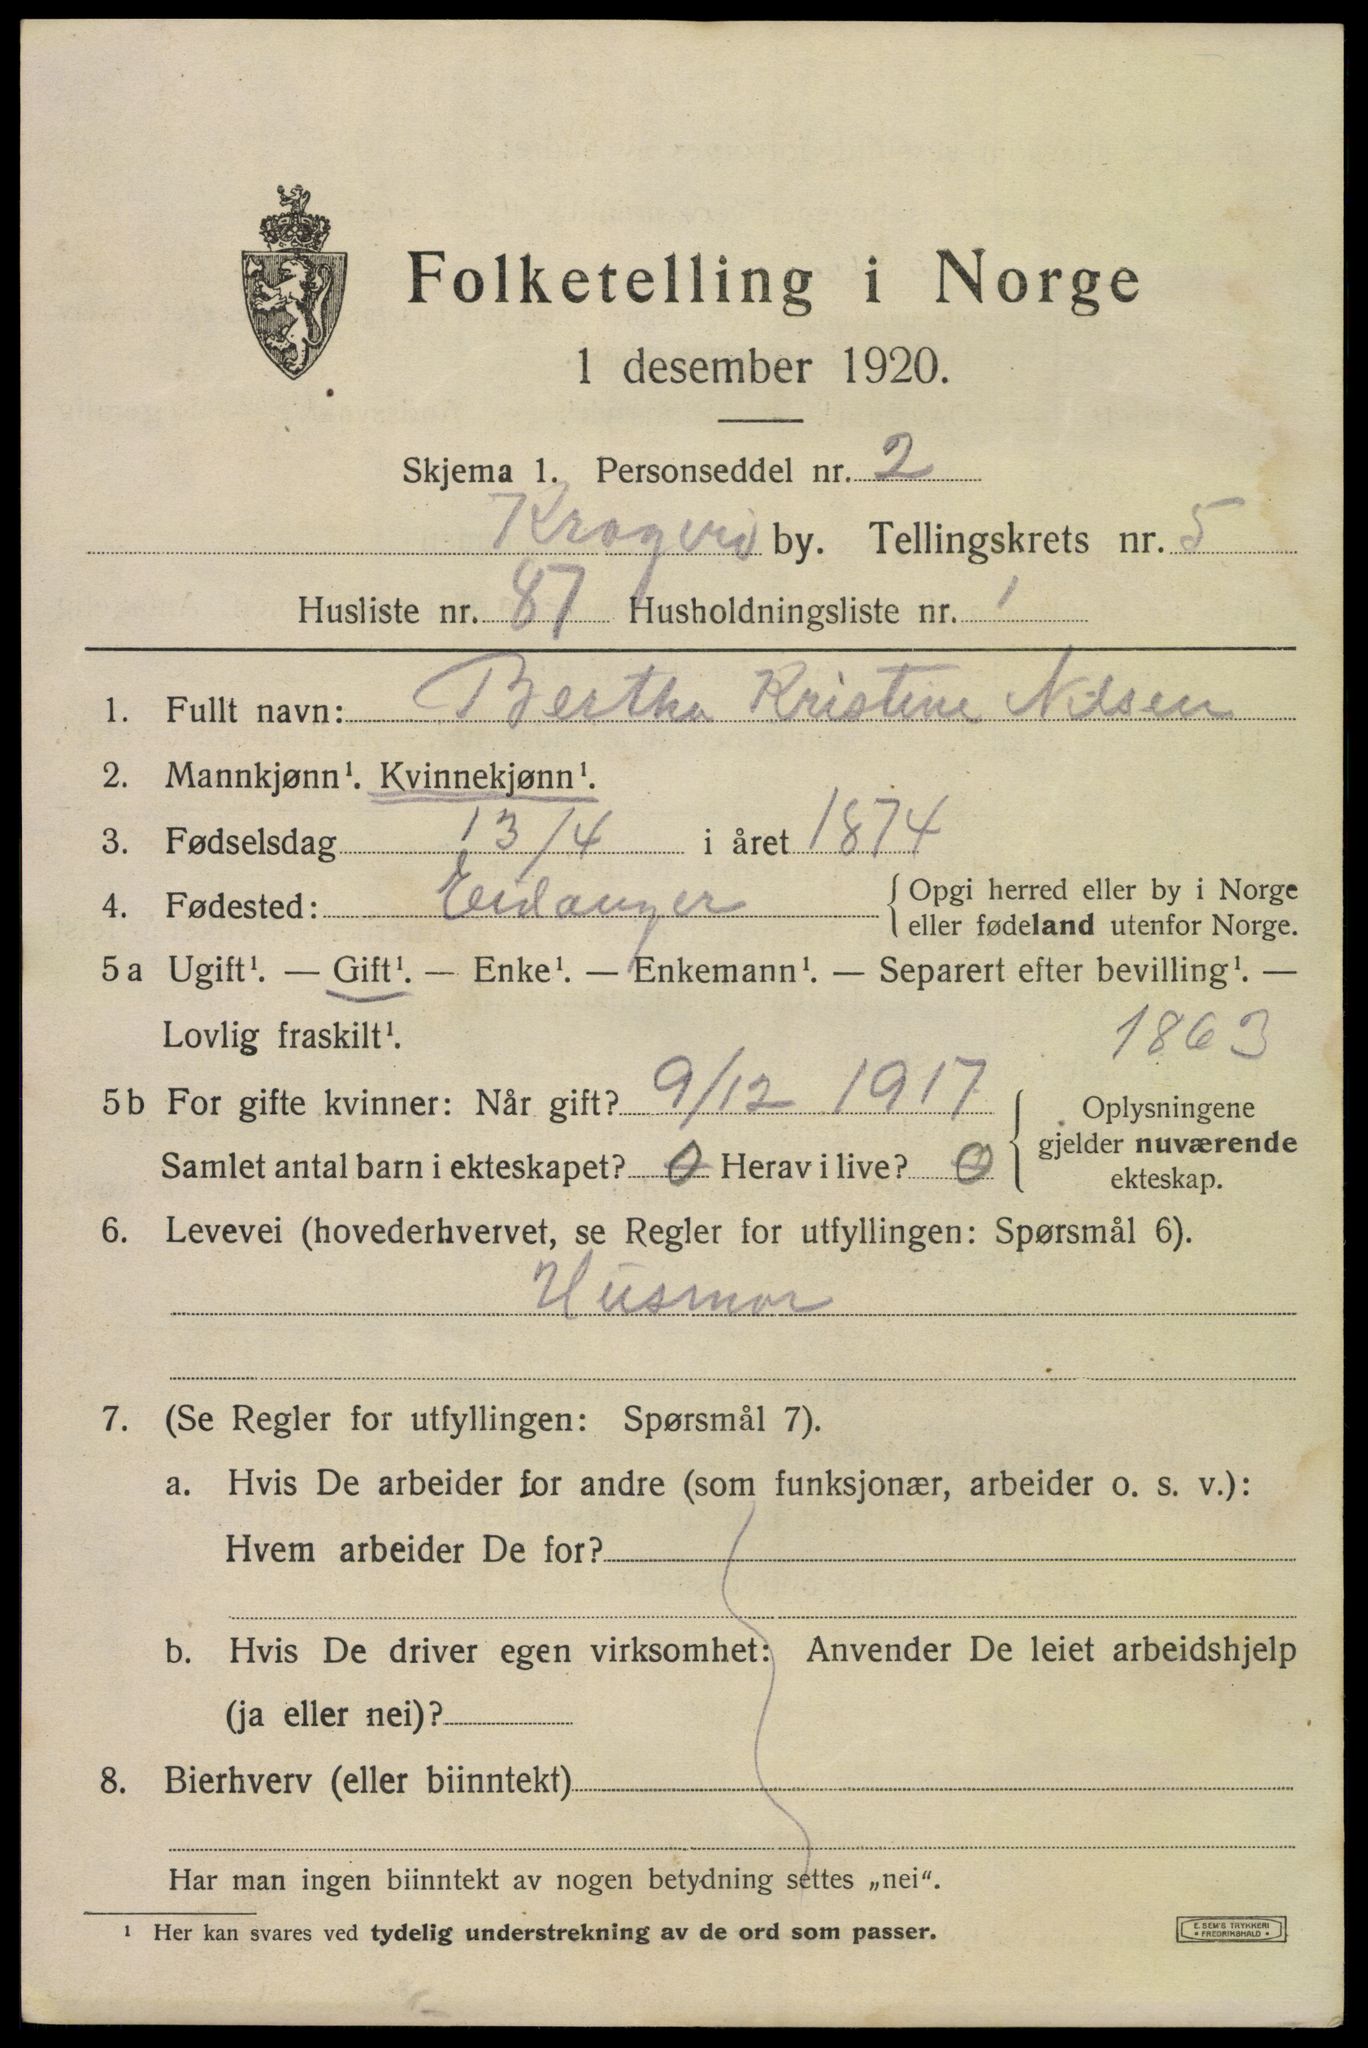 Folketelling i Norge
1 desember 1920.
Skjema 1. Personseddel nr. 2
Kragerø by. Tellingskrets nr. 5
Husliste nr. 87 Husholdningsliste nr. 1
1. Fullt navn: Bertha Kristine Nilsen
2. Mannkjønn¹. Kvinnekjønn¹.
3. Fødselsdag 13/4 i året 1874
4. Fødested: Eidanger { Opgi herred eller by i Norge
eller fødeland utenfor Norge.
5 a Ugift¹. — Gift¹. — Enke¹. — Enkemann¹. — Separert efter bevilling¹. —
Lovlig fraskilt¹.
1863
5 b For gifte kvinner: Når gift? 9/12 1917
Samlet antal barn i ekteskapet? 0 Herav i live? 0
{ Oplysningene
gjelder nuværende
ekteskap.
6. Levevei (hovederhvervet, se Regler for utfyllingen: Spørsmål 6).
Husmor
7. (Se Regler for utfyllingen: Spørsmål 7).
a. Hvis De arbeider for andre (som funksjonær, arbeider o. s. v.):
Hvem arbeider De for?
b. Hvis De driver egen virksomhet: Anvender De leiet arbeidshjelp
(ja eller nei)?
8. Bierhverv (eller biinntekt)
Har man ingen biinntekt av nogen betydning settes „nei“.
¹ Her kan svares ved tydelig understrekning av de ord som passer.
E. SEM'S TRYKKERI
• FREDRIKSHALD •